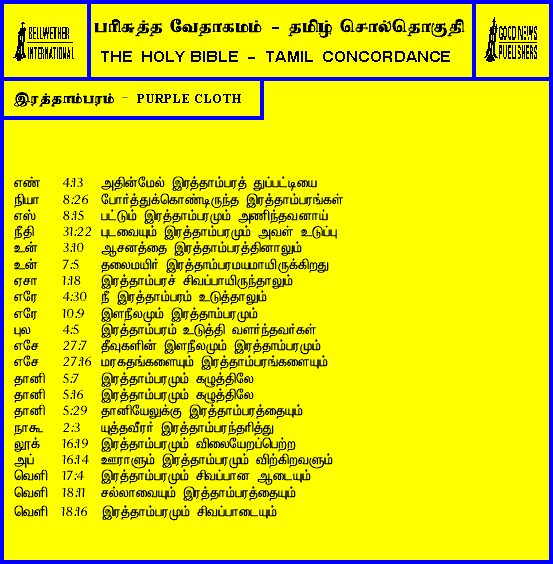 BELLWETHER
INTERNATIONAL
பரிசுத்த வேதாகமம் - தமிழ் சொல்தொகுதி
THE HOLY BIBLE - TAMIL CONCORDANCE
GOOD NEWS
PUBLISHERS
இரத்தாம்பரம் - PURPLE CLOTH
எண் 4:13 அதின்மேல் இரத்தாம்பரத் துப்பட்டியை
நியா 8:26 போர்த்துக்கொண்டிருந்த இரத்தாம்பரங்கள்
எஸ் 8:15 பட்டும் இரத்தாம்பரமும் அணிந்தவனாய்
நீதி 31:22 புடவையும் இரத்தாம்பரமும் அவள் உடுப்பு
உன் 3:10 ஆசனத்தை இரத்தாம்பரத்தினாலும்
உன் 7:5 தலைமயிர் இரத்தாம்பரமயமாயிருக்கிறது
ஏசா 1:18 இரத்தாம்பரச் சிவப்பாயிருந்தாலும்
எரே 4:30 நீ இரத்தாம்பரம் உடுத்தாலும்
எரே 10:9 இளநீலமும் இரத்தாம்பரமும்
புல 4:5 இரத்தாம்பரம் உடுத்தி வளர்ந்தவர்கள்
எசே 27:7 தீவுகளின் இளநீலமும் இரத்தாம்பரமும்
எசே 27:16 மரகதங்களையும் இரத்தாம்பரங்களையும்
தானி 5:7 இரத்தாம்பரமும் கழுத்திலே
தானி 5:16 இரத்தாம்பரமும் கழுத்திலே
தானி 5:29 தானியேலுக்கு இரத்தாம்பரத்தையும்
நாகூ 2:3 யுத்தவீரர் இரத்தாம்பரந்தரித்து
லூக் 16:19 இரத்தாம்பரமும் விலையேறப்பெற்ற
அப் 16:14 ஊராளும் இரத்தாம்பரமும் விற்கிறவளும்
வெளி 17:4 இரத்தாம்பரமும் சிவப்பான ஆடையும்
வெளி 18:11 சல்லாவையும் இரத்தாம்பரத்தையும்
வெளி 18:16 இரத்தாம்பரமும் சிவப்பாடையும்